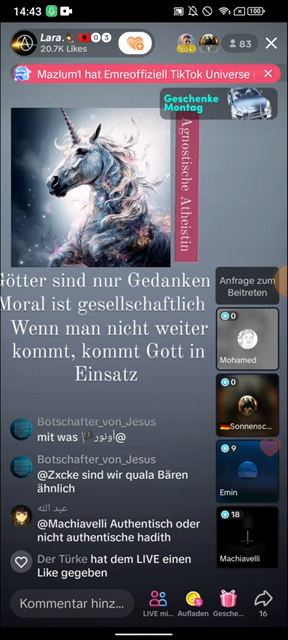 14:43
100
Lara.
20.7K Likes
0 3
83
Mazlum1 hat Emreoffiziell TikTok Universe
Geschenke
Montag
Agnostische Atheistin
Götter sind nur Gedanken
Moral ist gesellschaftlich
Wenn man nicht weiter
kommt, kommt Gott in
Einsatz
Anfrage zum
Beitreten
0
Mohamed
0
Sonnensc...
9
Emin
18
Machiavelli
Botschafter_von_Jesus
Botschafter_von_Jesus
@Zxcke sind wir quala Bären
ähnlich
عبد الله
@Machiavelli Authentisch oder
nicht authentische hadith
Der Türke hat dem LIVE einen
Like gegeben
Kommentar hinz...
LIVE mi...
Aufladen
Gesche...
16